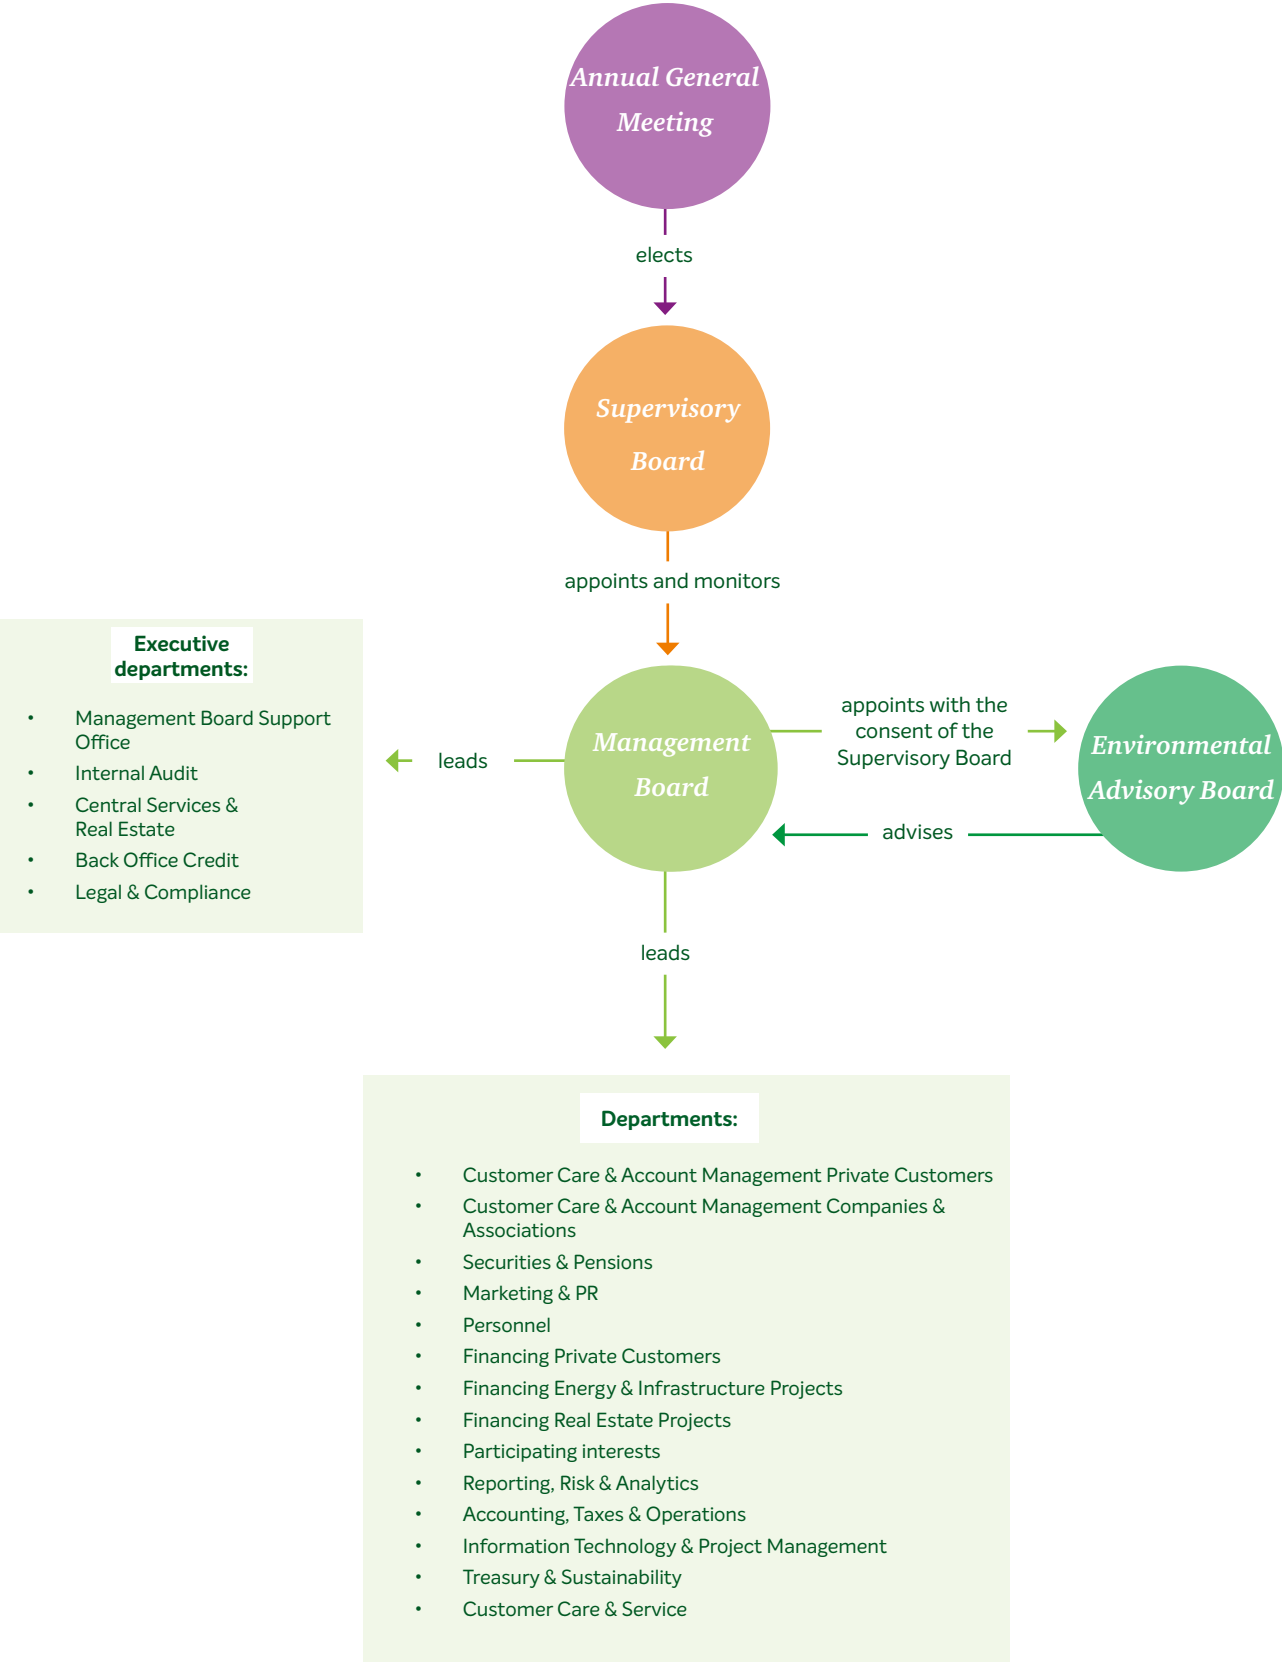 Annual General
Meeting
elects
Supervisory
Board
appoints and monitors
Executive
departments:
• Management Board Support
Office
• Internal Audit
• Central Services &
Real Estate
• Back Office Credit
• Legal & Compliance
leads
Management
Board
appoints with the
consent of the
Supervisory Board
advises
Environmental
Advisory Board
leads
Departments:
• Customer Care & Account Management Private Customers
• Customer Care & Account Management Companies &
Associations
• Securities & Pensions
• Marketing & PR
• Personnel
• Financing Private Customers
• Financing Energy & Infrastructure Projects
• Financing Real Estate Projects
• Participating interests
• Reporting, Risk & Analytics
• Accounting, Taxes & Operations
• Information Technology & Project Management
• Treasury & Sustainability
• Customer Care & Service